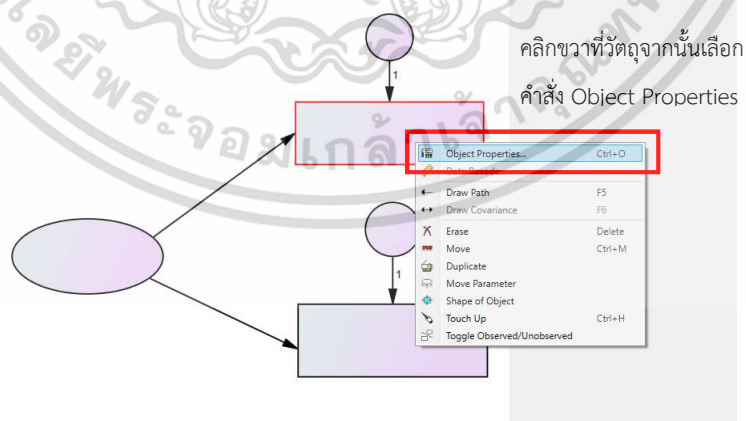 คลิกขวาที่วัตถุจากนั้นเลือก
คำสั่ง Object Properties
1
Object Properties... Ctrl+O
Draw Path F5
Draw Covariance F6
Erase Delete
Move Ctrl+M
Duplicate
Move Parameter
Shape of Object
Touch Up Ctrl+H
Toggle Observed/Unobserved
1